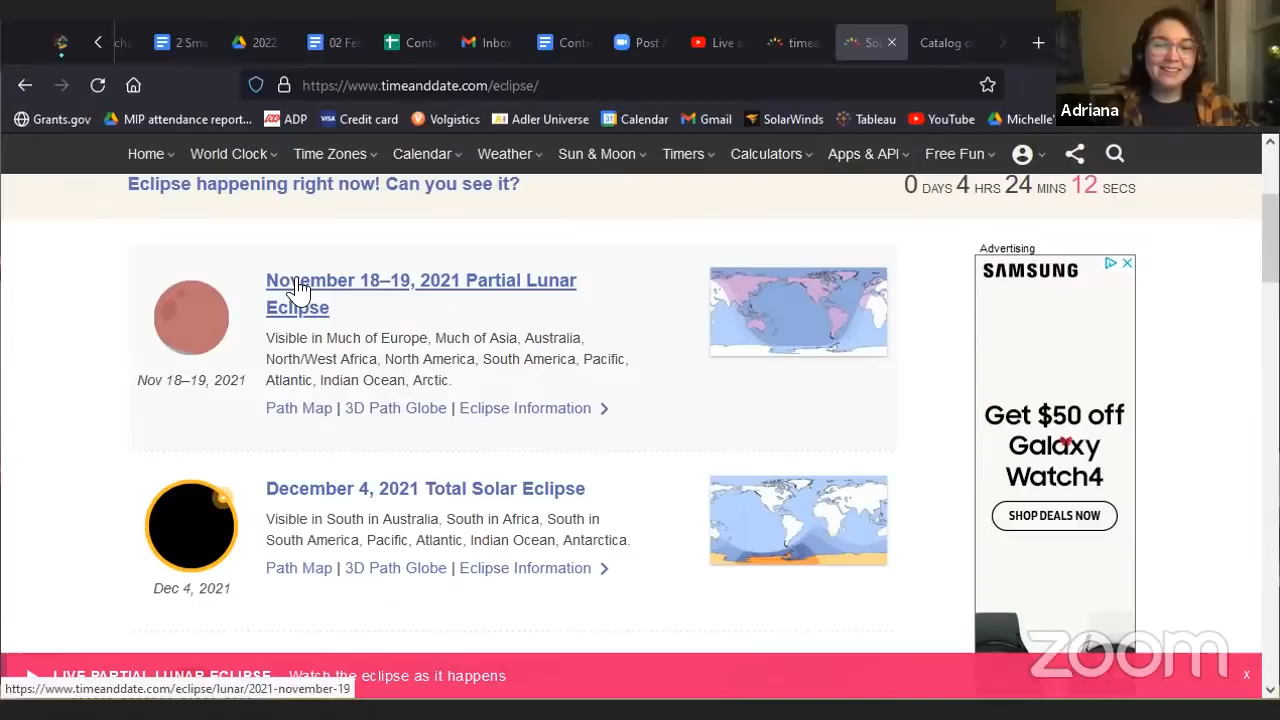 2 Sma
2022
02 Fe
Conte
Inbo
Conte
Post A
Live s
timea
So
Catalog o
https://www.timeanddate.com/eclipse/
Adriana
Grants.gov
MIP attendance report...
ADP
Credit card
Volgistics
Adler Universe
Calendar
Gmail
SolarWinds
Tableau
YouTube
Michelle'
Home
World Clock
Time Zones
Calendar
Weather
Sun & Moon
Timers
Calculators
Apps & API
Free Fun
Eclipse happening right now! Can you see it?
0 DAYS 4 HRS 24 MINS 12 SECS
November 18–19, 2021 Partial Lunar
Eclipse
Visible in Much of Europe, Much of Asia, Australia,
North/West Africa, North America, South America, Pacific,
Atlantic, Indian Ocean, Arctic.
Nov 18–19, 2021
Path Map | 3D Path Globe | Eclipse Information
December 4, 2021 Total Solar Eclipse
Visible in South in Australia, South in Africa, South in
South America, Pacific, Atlantic, Indian Ocean, Antarctica.
Path Map | 3D Path Globe | Eclipse Information
Dec 4, 2021
Advertising
SAMSUNG
Get $50 off
Galaxy
Watch4
SHOP DEALS NOW
zoom
LIVE PARTIAL LUNAR ECLIPSE Watch the eclipse as it happens
x
https://www.timeanddate.com/eclipse/lunar/2021-november-19